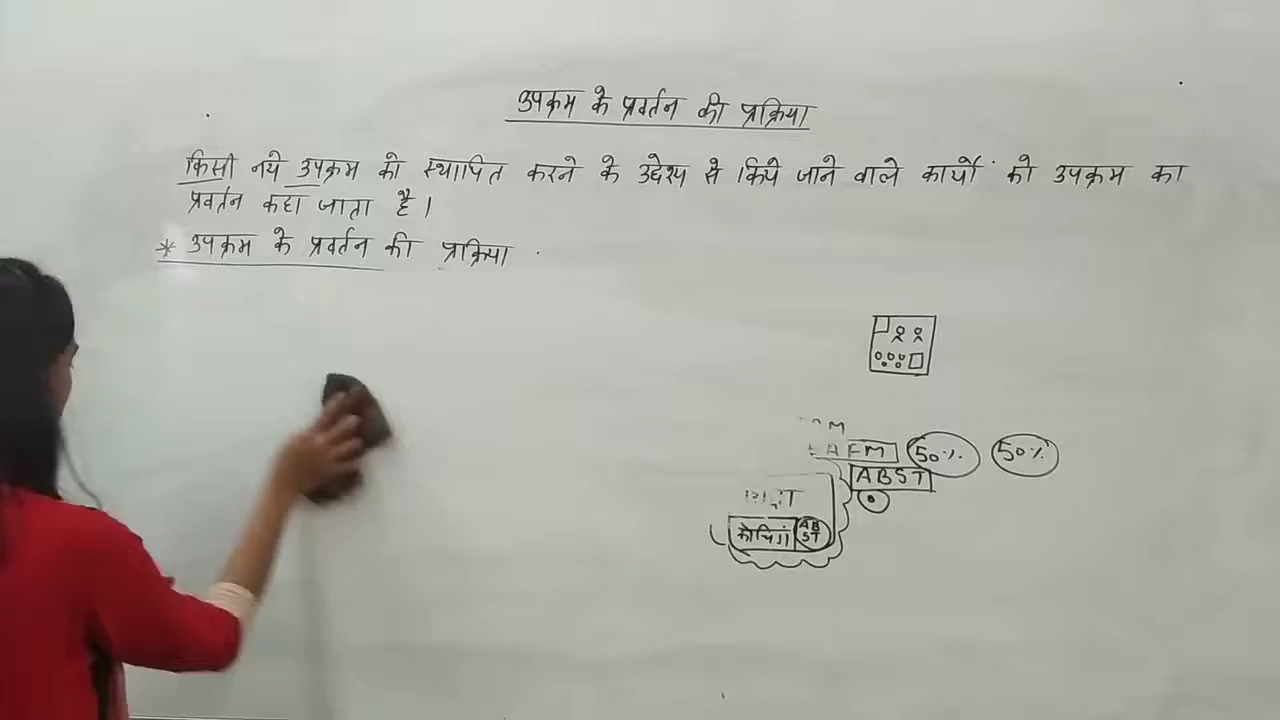 उपक्रम के प्रवर्तन की प्रक्रिया
किसी नये उपक्रम को स्थापित करने के उद्देश्य से किये जाने वाले कार्यों को उपक्रम का
प्रवर्तन कहा जाता है।
* उपक्रम के प्रवर्तन की प्रक्रिया
AFM 50% 50%
ABST
कोचिगं AB
ST